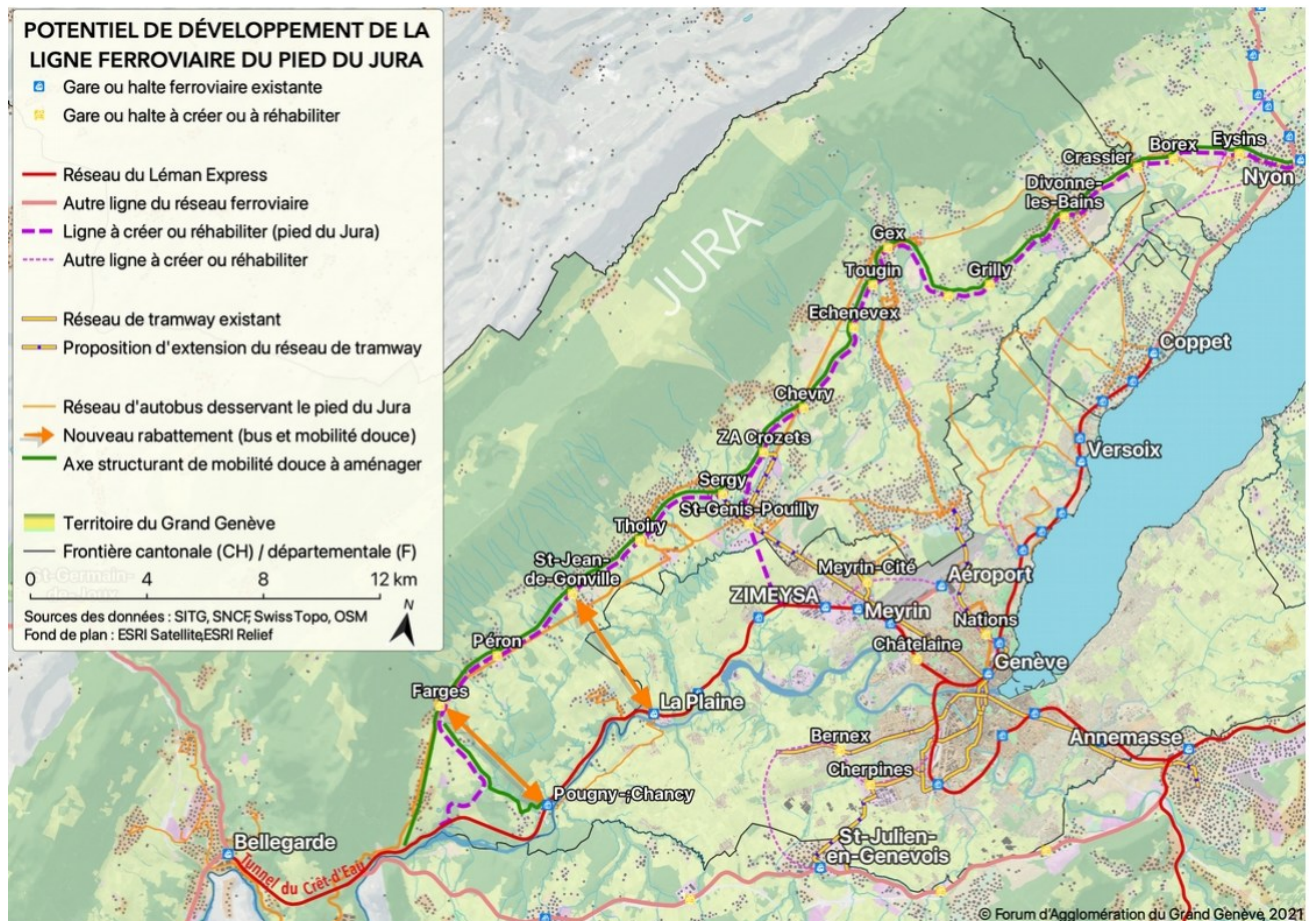 POTENTIEL DE DÉVELOPPEMENT DE LA
LIGNE FERROVIAIRE DU PIED DU JURA
Gare ou halte ferroviaire existante
Gare ou halte à créer ou à réhabiliter
Réseau du Léman Express
Autre ligne du réseau ferroviaire
Ligne à créer ou réhabiliter (pied du Jura)
Autre ligne à créer ou réhabiliter
Réseau de tramway existant
Proposition d'extension du réseau de tramway
Réseau d'autobus desservant le pied du Jura
Nouveau rabattement (bus et mobilité douce)
Axe structurant de mobilité douce à aménager
Territoire du Grand Genève
Frontière cantonale (CH) / départementale (F)
St-Germain-
de-Joux
0 4 8 12 km
N
Sources des données : SITG, SNCF, SwissTopo, OSM
Fond de plan : ESRI Satellite,ESRI Relief
JURA
Eysins
Borex
Crassier
Nyon
Divonne-
les-Bains
Gex
Tougin
Grilly
Echenevex
Coppet
Chevry
ZA Crozets
Versoix
Sergy
St-Genis-Pouilly
Thoiry
St-Jean-
de-Gonville
Meyrin-Cité
Aéroport
ZIMEYSA
Meyrin
Nations
Châtelaine
Péron
Genève
Farges
La Plaine
Bernex
Annemasse
Cherpines
Pougny-;Chancy
St-Julien-
en-Genevois
Bellegarde
Tunnel du Crêt-d'Eau
© Forum d'Agglomération du Grand Genève, 2021